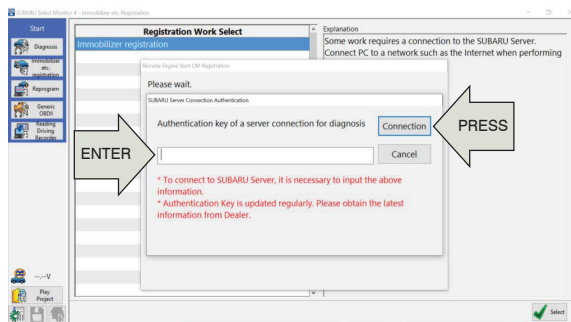 SUBARU Select Monitor 4 - Immobilizer etc. Registration
Start
Diagnosis
Immobilizer
etc.
registration
Reprogram
Generic
OBDII
Reading
Driving
Recorder
--.--V
Play
Project
Registration Work Select
Immobilizer registration
Explanation
Some work requires a connection to the SUBARU Server.
Connect PC to a network such as the Internet when performing
Remote Engine Start CM Registration
Please wait.
SUBARU Server Connection Authentication
Authentication key of a server connection for diagnosis
Connection
Cancel
ENTER
PRESS
* To connect to SUBARU Server, it is necessary to input the above
information.
* Authentication Key is updated regularly. Please obtain the latest
information from Dealer.
Select